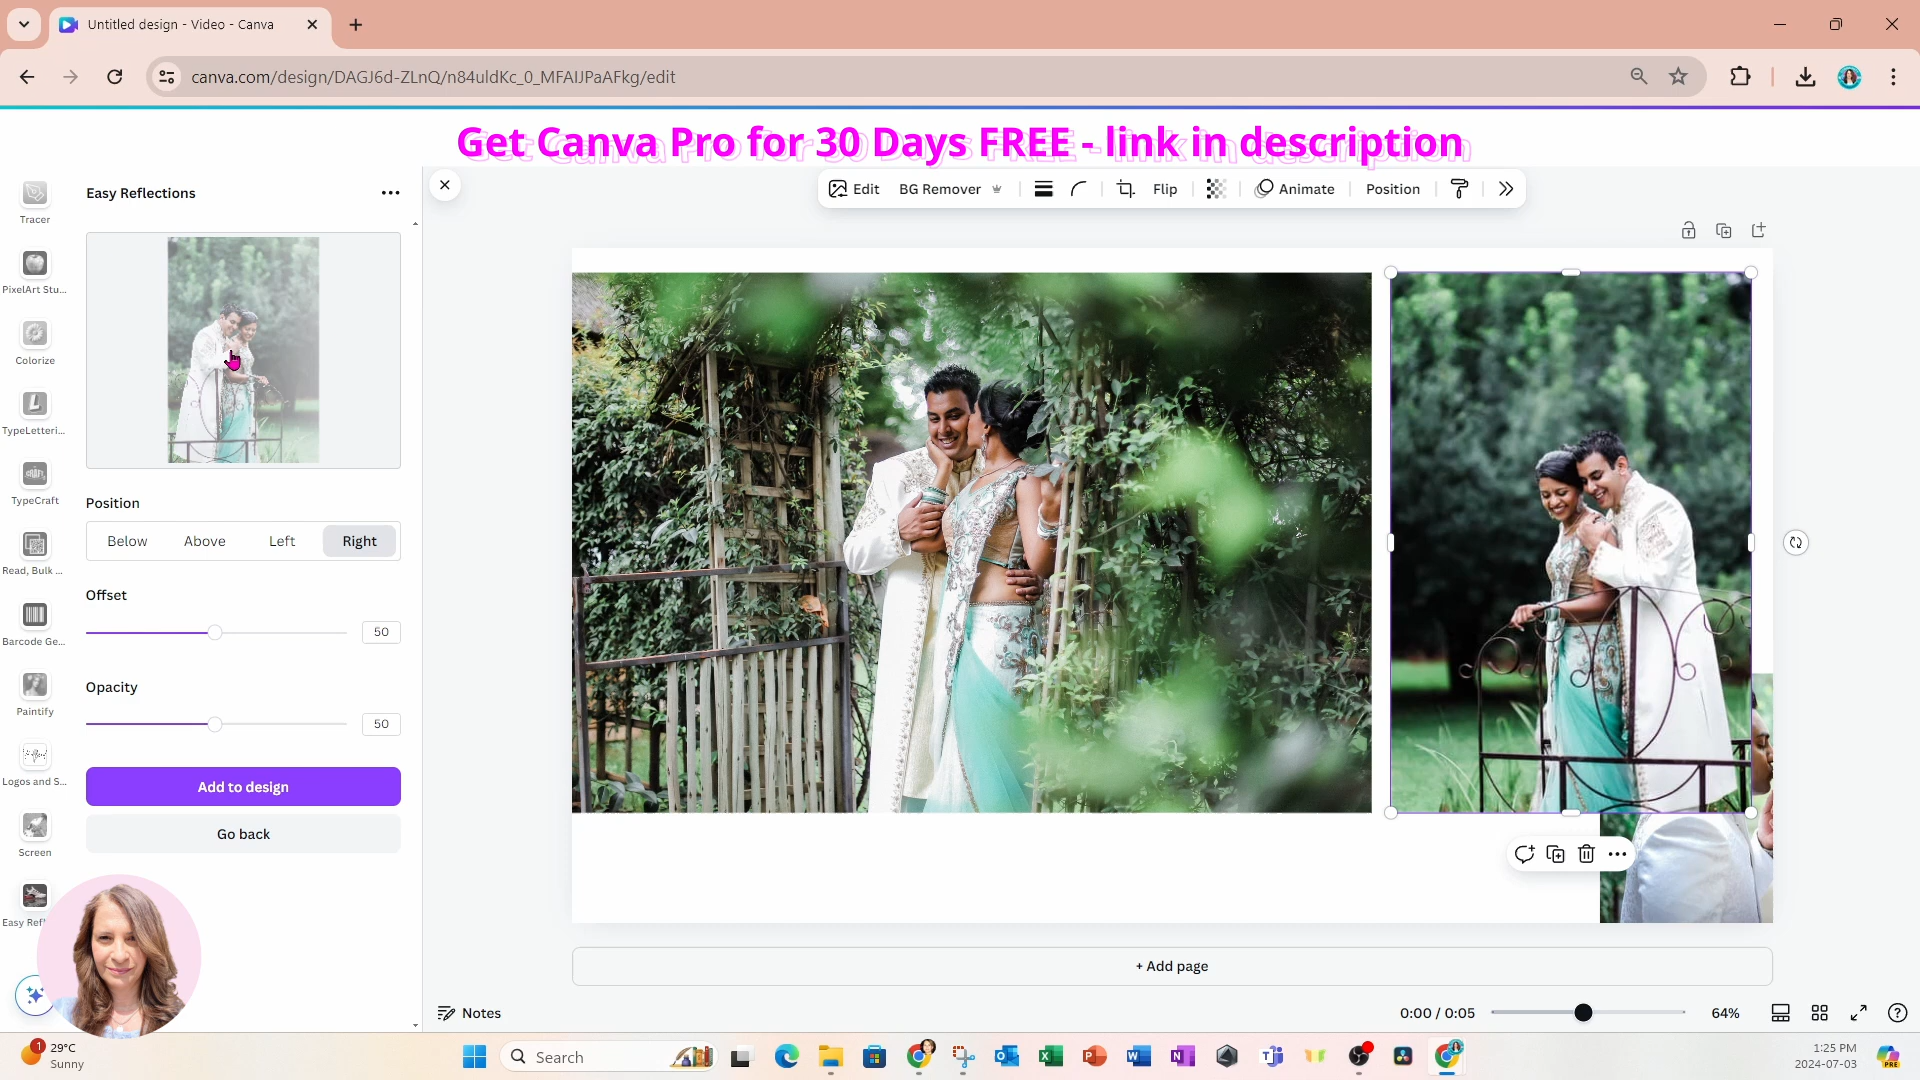 Untitled design - Video - Canva
canva.com/design/DAGJ6d-ZLnQ/n84uldKc_0_MFAIJPaAFkg/edit
Get Canva Pro for 30 Days FREE - link in description
Easy Reflections
Edit
BG Remover
Flip
Animate
Position
Tracer
PixelArt Stu...
Colorize
TypeLetteri...
TypeCraft
Read, Bulk ...
Barcode Ge...
Paintify
Logos and S...
Screen
Position
Below
Above
Left
Right
Offset
50
Opacity
50
Add to design
Go back
+ Add page
Notes
0:00 / 0:05
64%
1
29°C
Sunny
Search
1:25 PM
2024-07-03
PRE